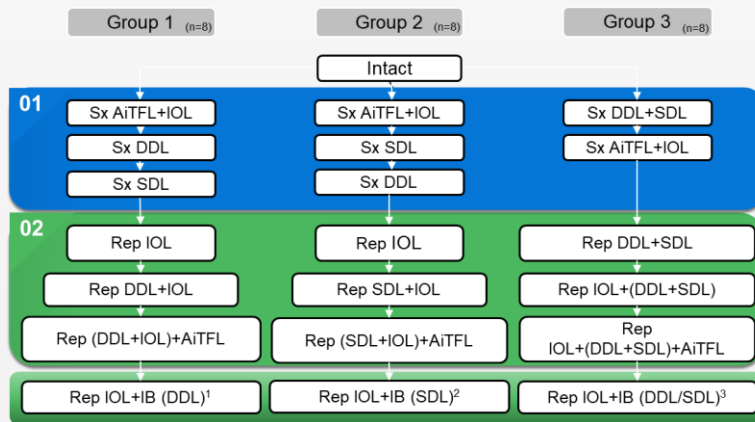 Group 1 (n=8)
Group 2 (n=8)
Group 3 (n=8)
Intact
01
Sx AiTFL+IOL
Sx AiTFL+IOL
Sx DDL+SDL
Sx DDL
Sx SDL
Sx AiTFL+IOL
Sx SDL
Sx DDL
02
Rep IOL
Rep IOL
Rep DDL+SDL
Rep DDL+IOL
Rep SDL+IOL
Rep IOL+(DDL+SDL)
Rep (DDL+IOL)+AiTFL
Rep (SDL+IOL)+AiTFL
Rep
IOL+(DDL+SDL)+AiTFL
Rep IOL+IB (DDL)¹
Rep IOL+IB (SDL)²
Rep IOL+IB (DDL/SDL)³